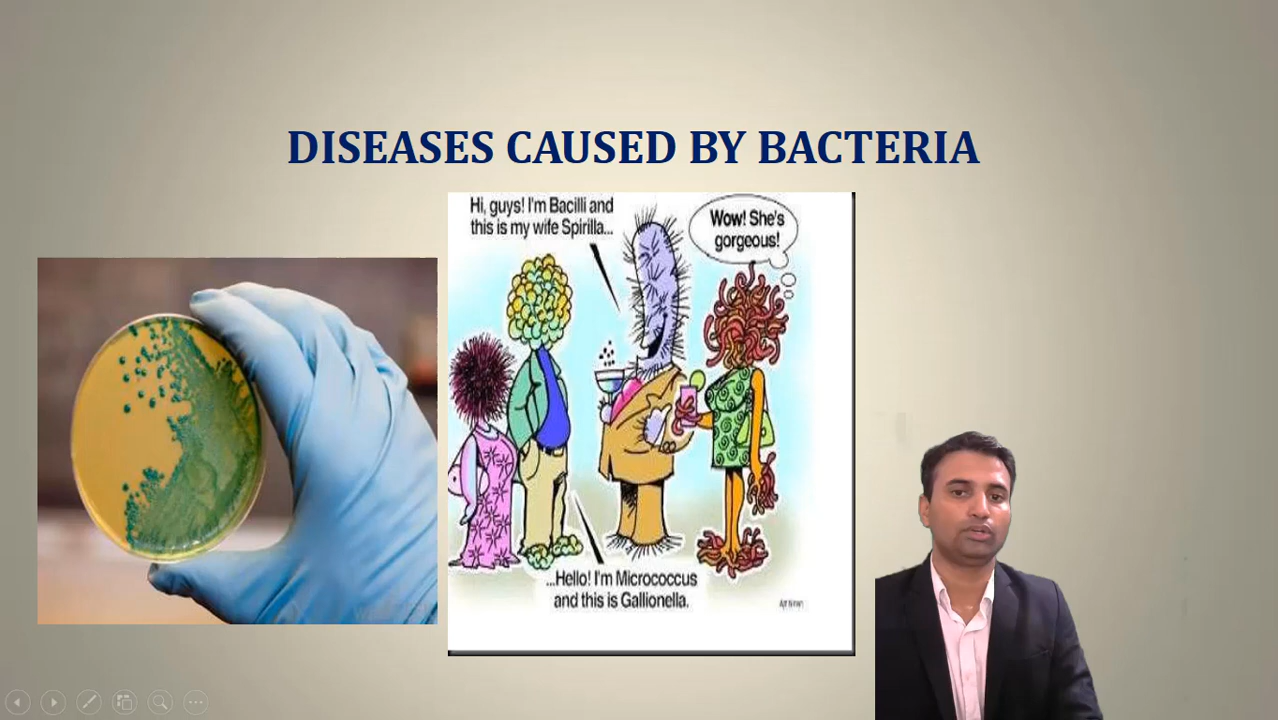 DISEASES CAUSED BY BACTERIA
Hi, guys! I'm Bacilli and
this is my wife Spirilla...
Wow! She's
gorgeous!
...Hello! I'm Micrococcus
and this is Gallionella.